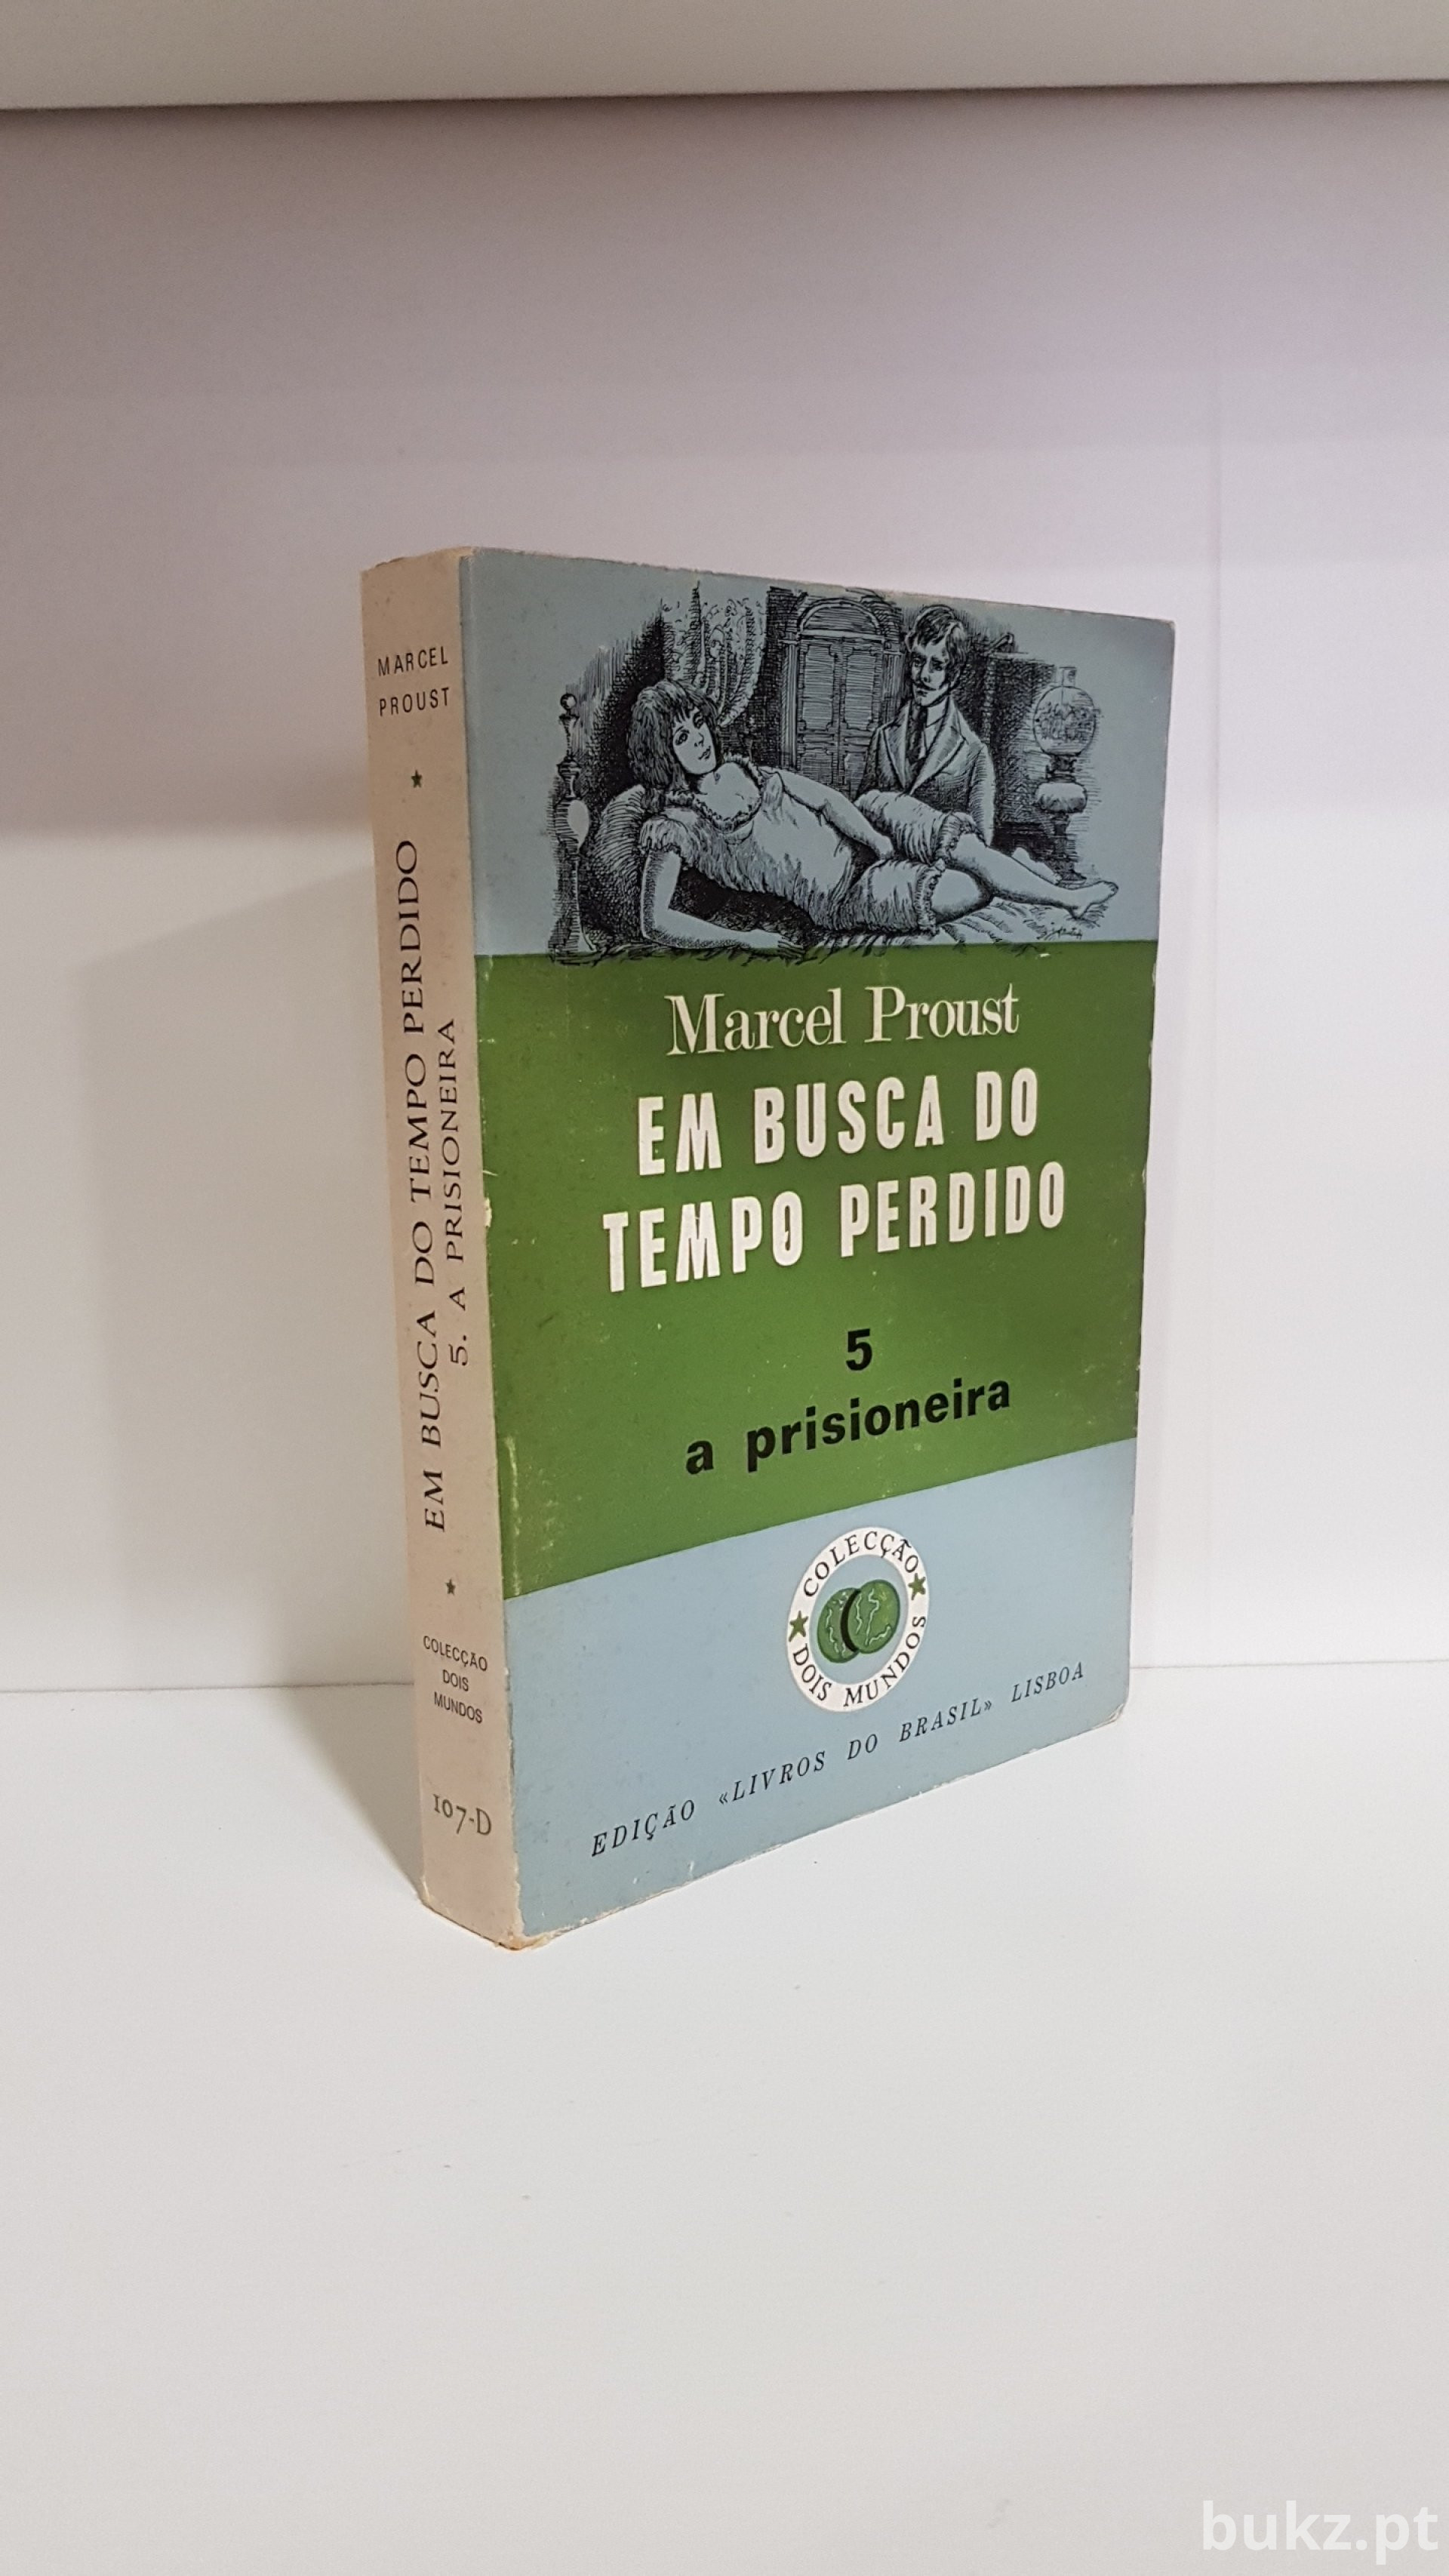 MARCEL
PROUST
EM BUSCA DO TEMPO PERDIDO
5. A PRISIONEIRA
COLECÇÃO
DOIS
MUNDOS
107-D
Marcel Proust
EM BUSCA DO
TEMPO PERDIDO
5
a prisioneira
COLECÇÃO
DOIS MUNDOS
EDIÇÃO «LIVROS DO BRASIL» LISBOA
bukz.pt